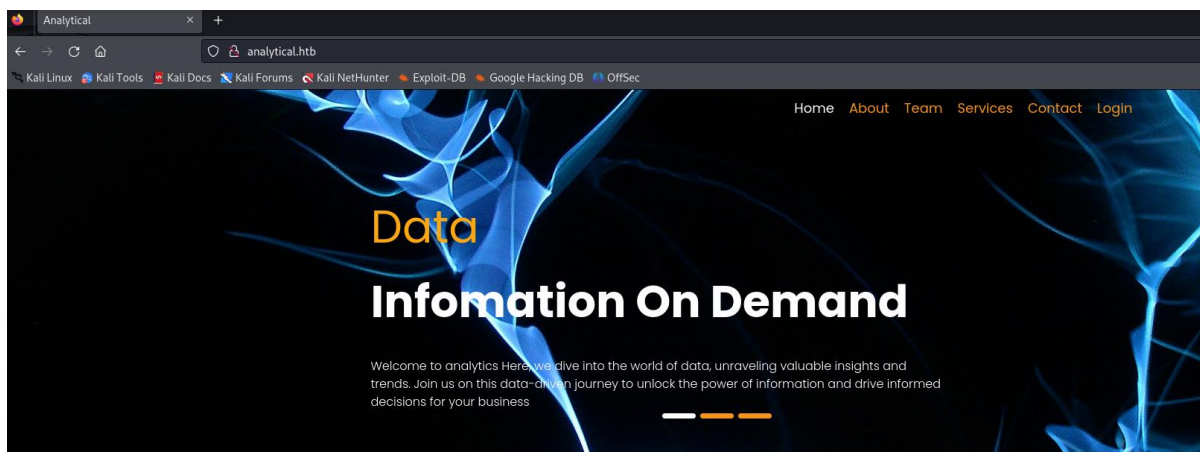 Analytical
analytical.htb
Kali Linux Kali Tools Kali Docs Kali Forums Kali NetHunter Exploit-DB Google Hacking DB OffSec
Home About Team Services Contact Login
Data
Infomation On Demand
Welcome to analytics Here, we dive into the world of data, unraveling valuable insights and
trends. Join us on this data-driven journey to unlock the power of information and drive informed
decisions for your business